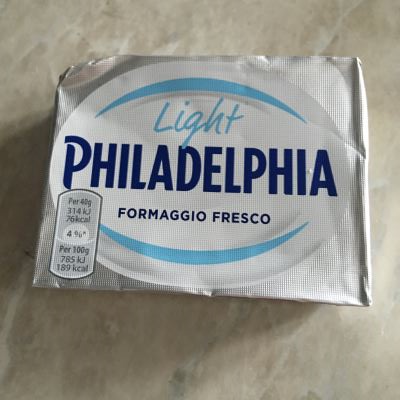 Light
PHILADELPHIA
FORMAGGIO FRESCO
Per 40g
314 kJ
76kcal
4 %*
Per 100g
785 kJ
189 kcal